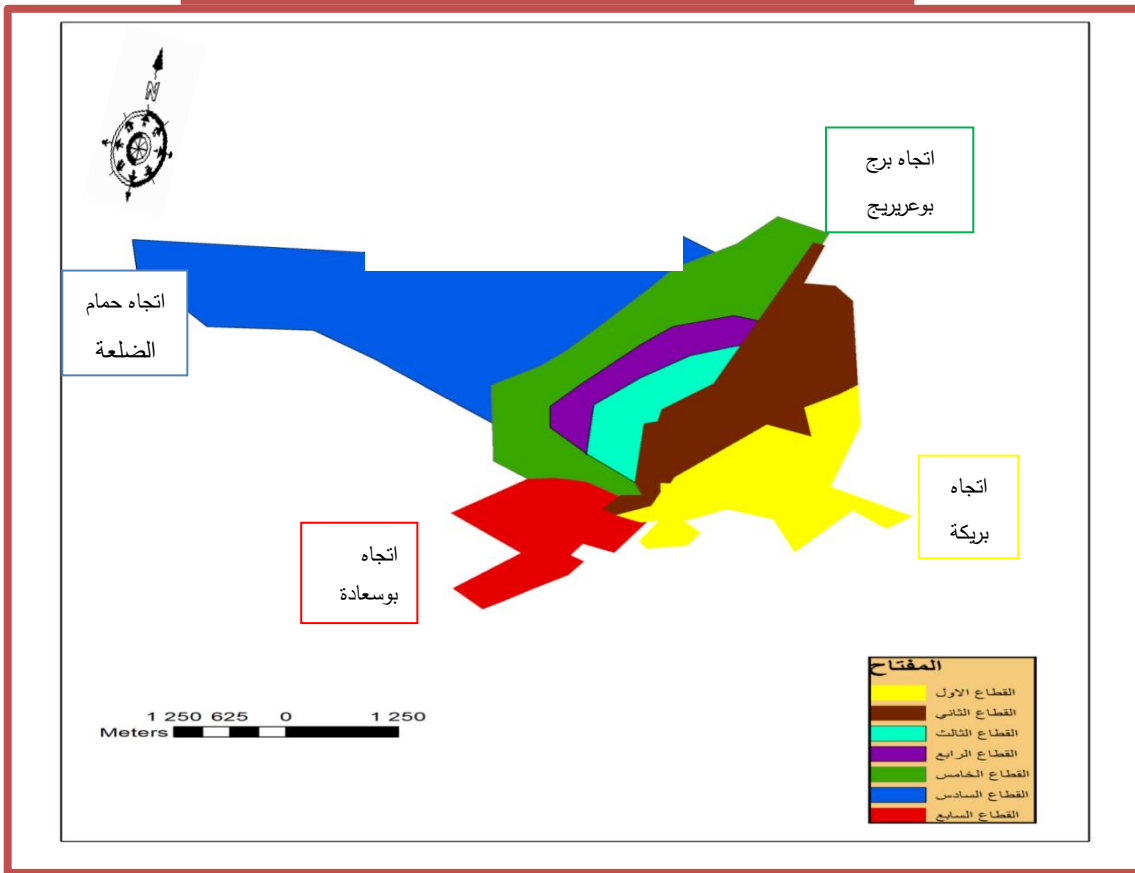 N
اتجاه برج
بوعريريج
اتجاه حمام
الضلعة
اتجاه
بريكة
اتجاه
بوسعادة
المفتاح
القطاع الاول
القطاع الثاني
القطاع الثالث
القطاع الرابع
القطاع الخامس
القطاع السادس
القطاع السابع
1 250 625 0 1 250
Meters